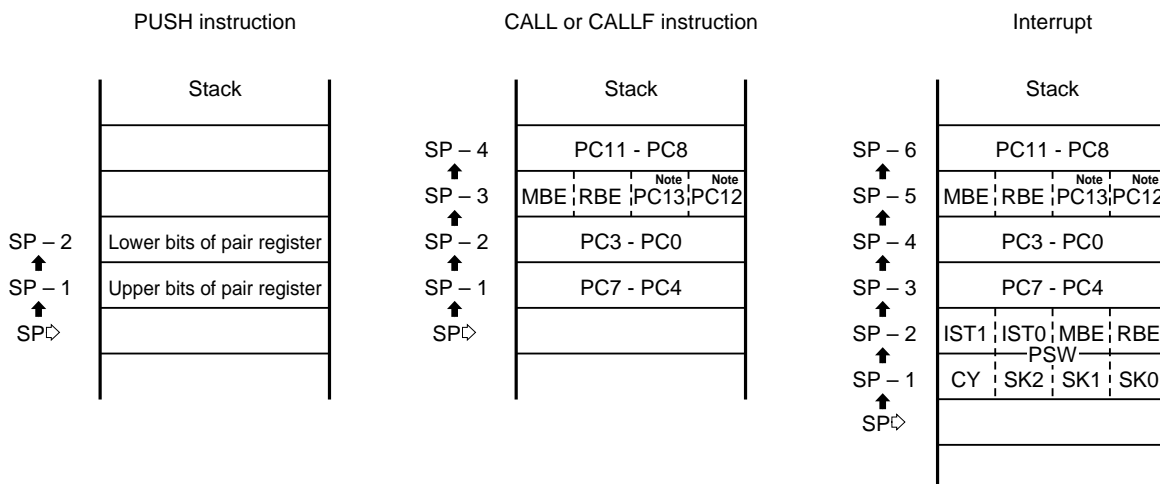 PUSH instruction
Stack
SP – 2 Lower bits of pair register
SP – 1 Upper bits of pair register
SP
CALL or CALLF instruction
Stack
SP – 4 PC11 - PC8
SP – 3 MBE RBE PC13 Note PC12 Note
SP – 2 PC3 - PC0
SP – 1 PC7 - PC4
SP
Interrupt
Stack
SP – 6 PC11 - PC8
SP – 5 MBE RBE PC13 Note PC12 Note
SP – 4 PC3 - PC0
SP – 3 PC7 - PC4
SP – 2 IST1 IST0 MBE RBE
PSW
SP – 1 CY SK2 SK1 SK0
SP